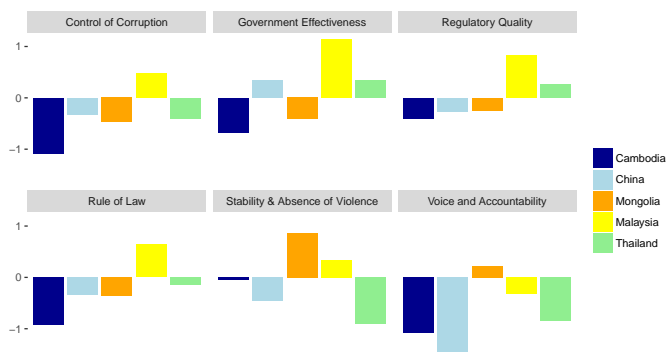 Control of Corruption
Government Effectiveness
Regulatory Quality
1
0
−1
Rule of Law
Stability & Absence of Violence
Voice and Accountability
1
0
−1
Cambodia
China
Mongolia
Malaysia
Thailand